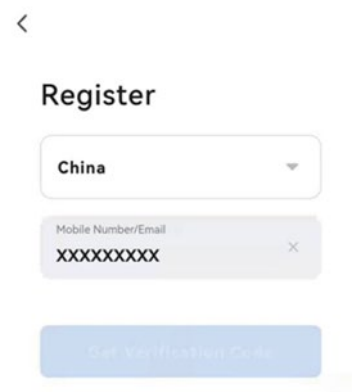 Register
China
Mobile Number/Email
XXXXXXXXX
Get Verification Code